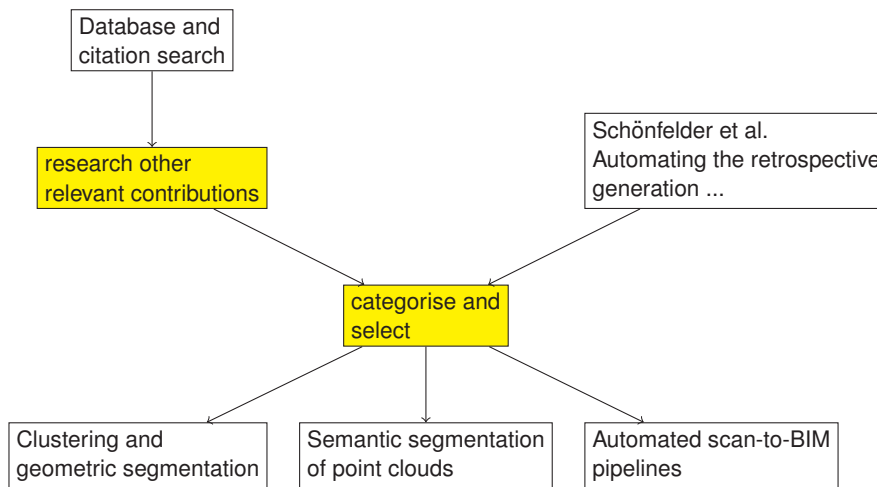 Database and
citation search
research other
relevant contributions
Schönfelder et al.
Automating the retrospective
generation ...
categorise and
select
Clustering and
geometric segmentation
Semantic segmentation
of point clouds
Automated scan-to-BIM
pipelines